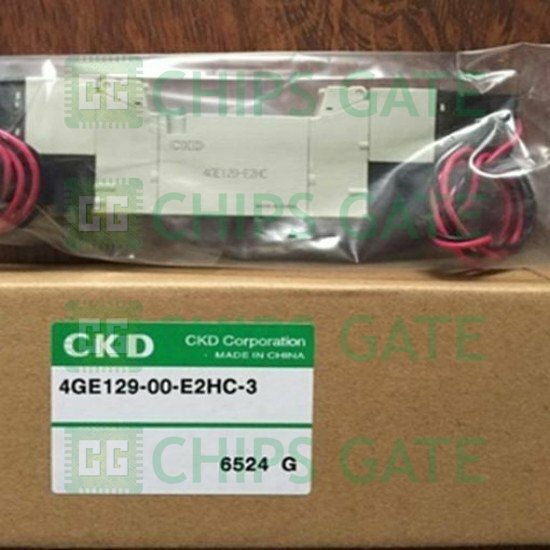 CHIPS GATE
CKD
4GE129-E2HC
CHIPS GATE
CHIPS GATE
CKD
CKD Corporation
MADE IN CHINA
4GE129-00-E2HC-3
6524 G
CHIPS GATE